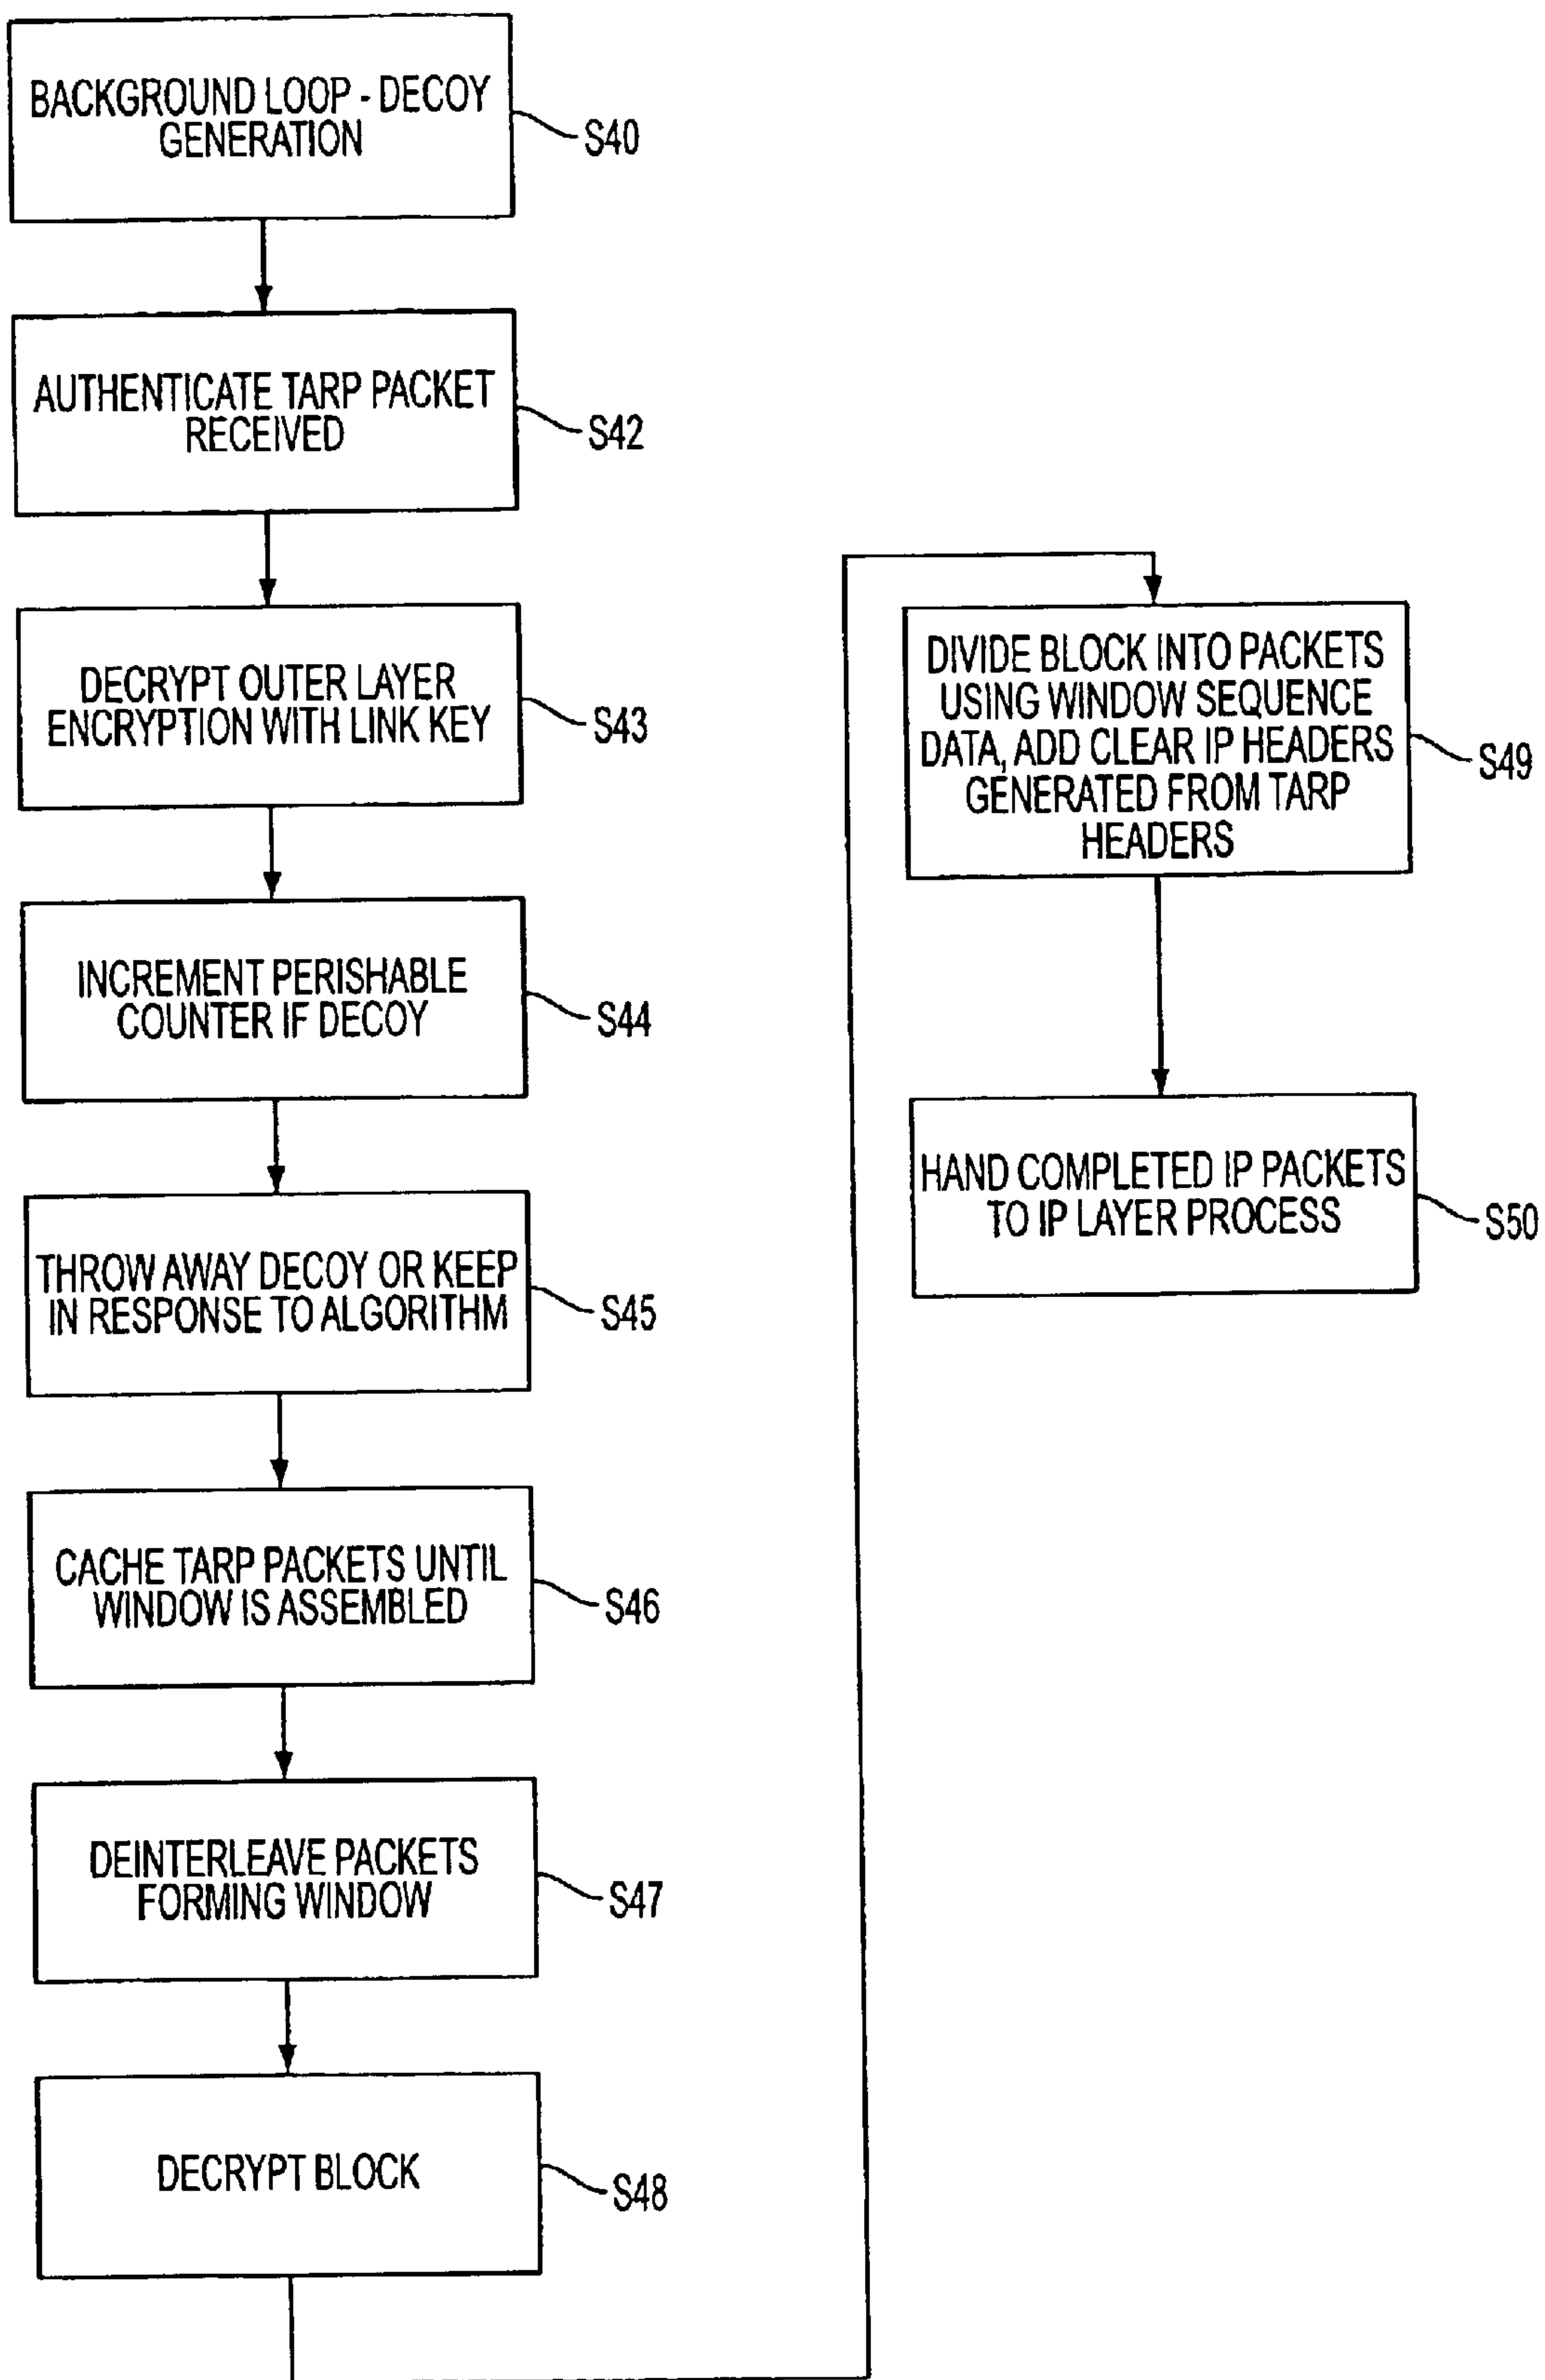 BACKGROUND LOOP - DECOY
GENERATION
S40
AUTHENTICATE TARP PACKET
RECEIVED
S42
DECRYPT OUTER LAYER
ENCRYPTION WITH LINK KEY
S43
INCREMENT PERISHABLE
COUNTER IF DECOY
S44
THROW AWAY DECOY OR KEEP
IN RESPONSE TO ALGORITHM
S45
CACHE TARP PACKETS UNTIL
WINDOW IS ASSEMBLED
S46
DEINTERLEAVE PACKETS
FORMING WINDOW
S47
DECRYPT BLOCK
S48
DIVIDE BLOCK INTO PACKETS
USING WINDOW SEQUENCE
DATA, ADD CLEAR IP HEADERS
GENERATED FROM TARP
HEADERS
S49
HAND COMPLETED IP PACKETS
TO IP LAYER PROCESS
S50